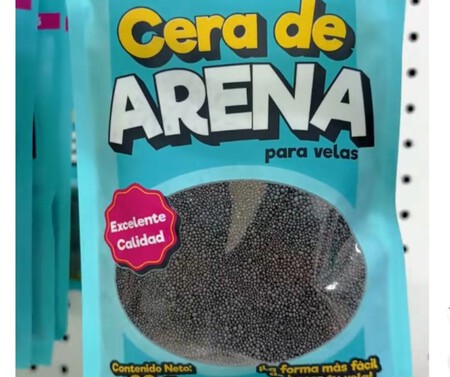 Cera de
ARENA
para velas
Excelente
Calidad
Contenido Neto:
forma más fácil